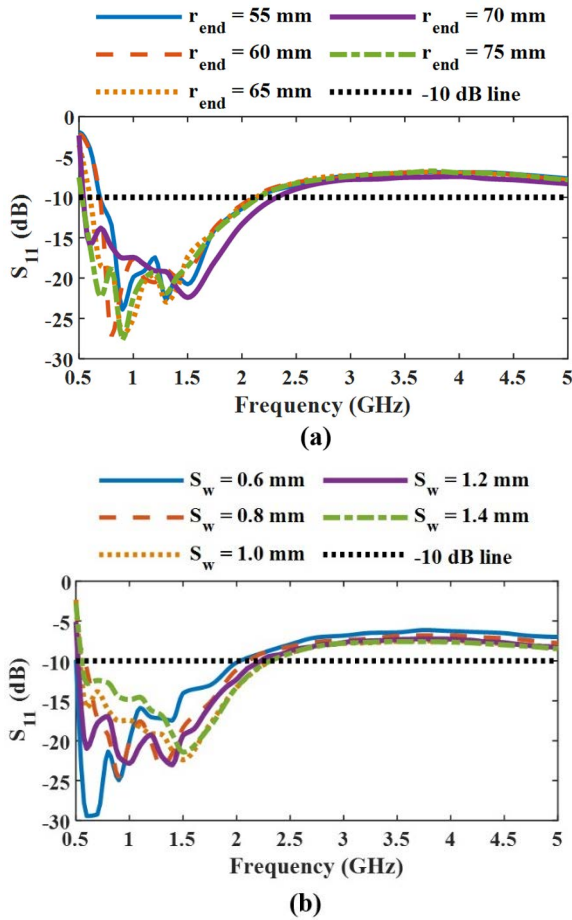 r_end = 55 mm r_end = 70 mm
r_end = 60 mm r_end = 75 mm
r_end = 65 mm -10 dB line
0
-5
-10
-15
-20
-25
-30
S_11 (dB)
0.5 1 1.5 2 2.5 3 3.5 4 4.5 5
Frequency (GHz)
(a)
S_w = 0.6 mm S_w = 1.2 mm
S_w = 0.8 mm S_w = 1.4 mm
S_w = 1.0 mm -10 dB line
0
-5
-10
-15
-20
-25
-30
S_11 (dB)
0.5 1 1.5 2 2.5 3 3.5 4 4.5 5
Frequency (GHz)
(b)